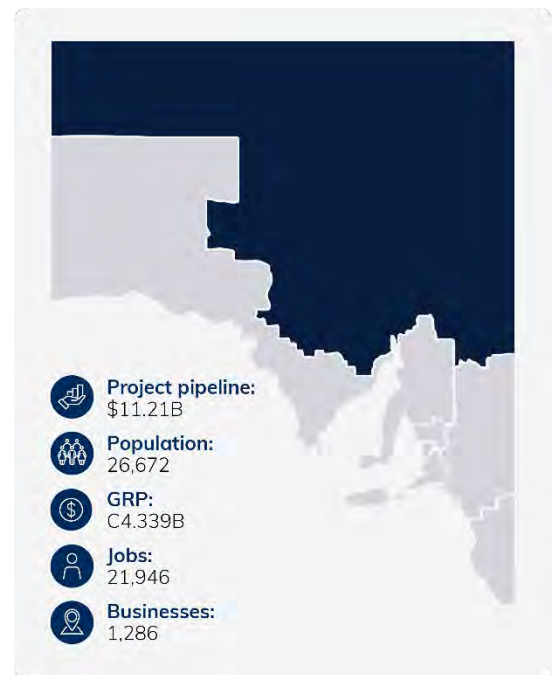 Project pipeline:
$11.21B
Population:
26,672
GRP:
C4.339B
Jobs:
21,946
Businesses:
1,286